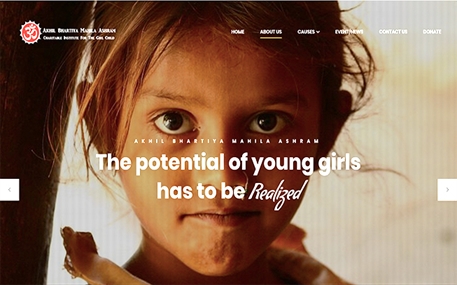 Akhil Bhartiya Mahila Ashram
Charitable Institute For The Girl Child
HOME ABOUT US CAUSES EVENT/NEWS CONTACT US DONATE
AKHIL BHARTIYA MAHILA ASHRAM
The potential of young girls
has to be Realized